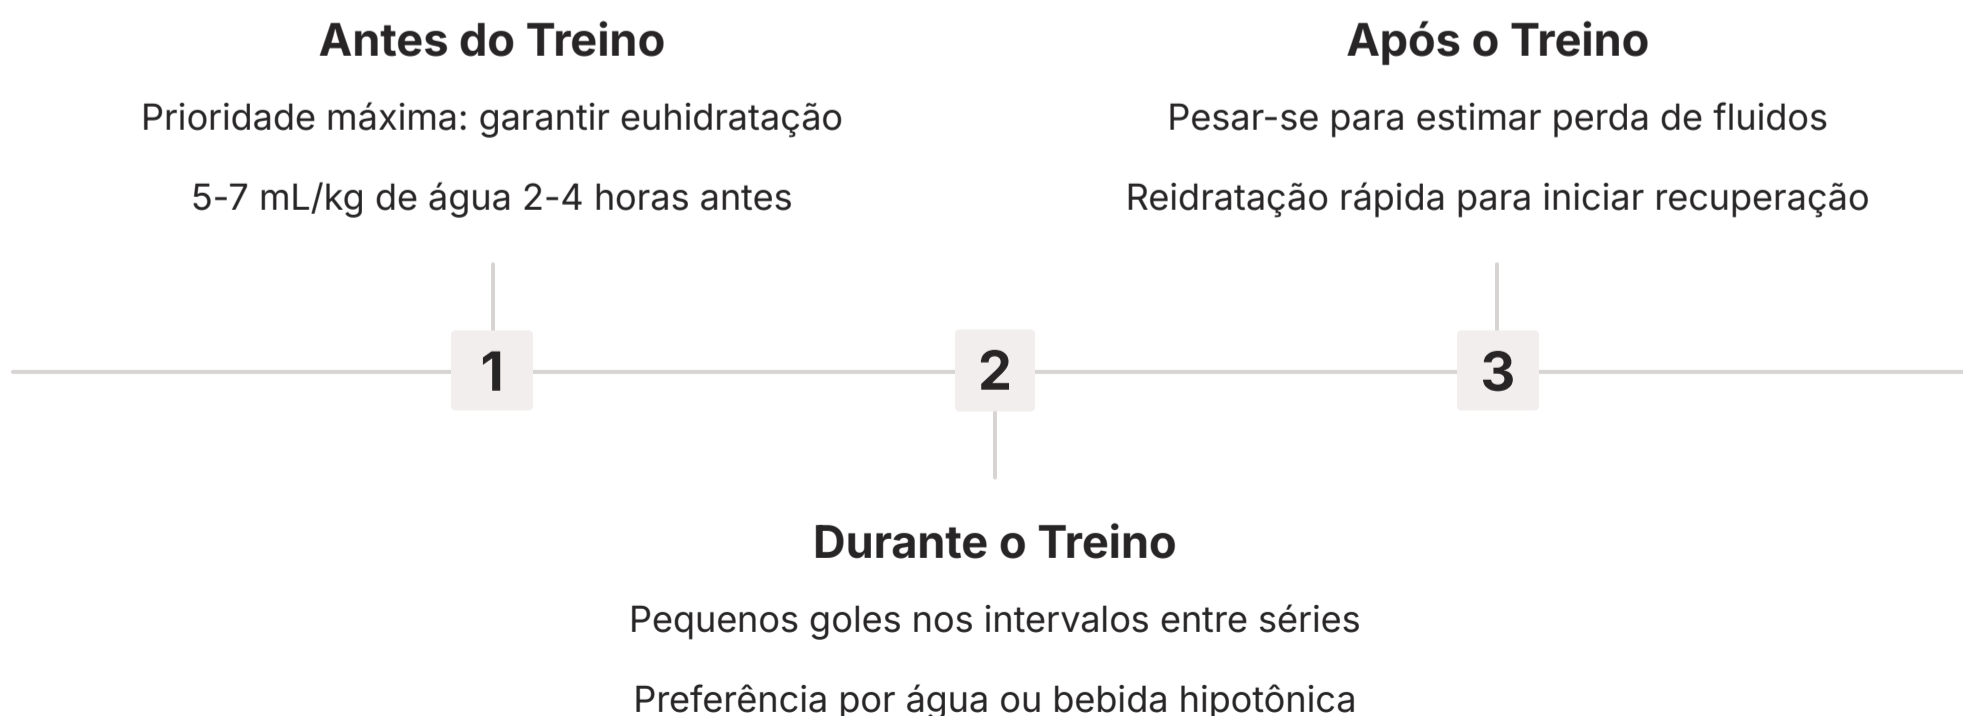 Antes do Treino
Prioridade máxima: garantir euhidratação
5-7 mL/kg de água 2-4 horas antes
1
2
Durante o Treino
Pequenos goles nos intervalos entre séries
Preferência por água ou bebida hipotônica
Após o Treino
Pesar-se para estimar perda de fluidos
Reidratação rápida para iniciar recuperação
3